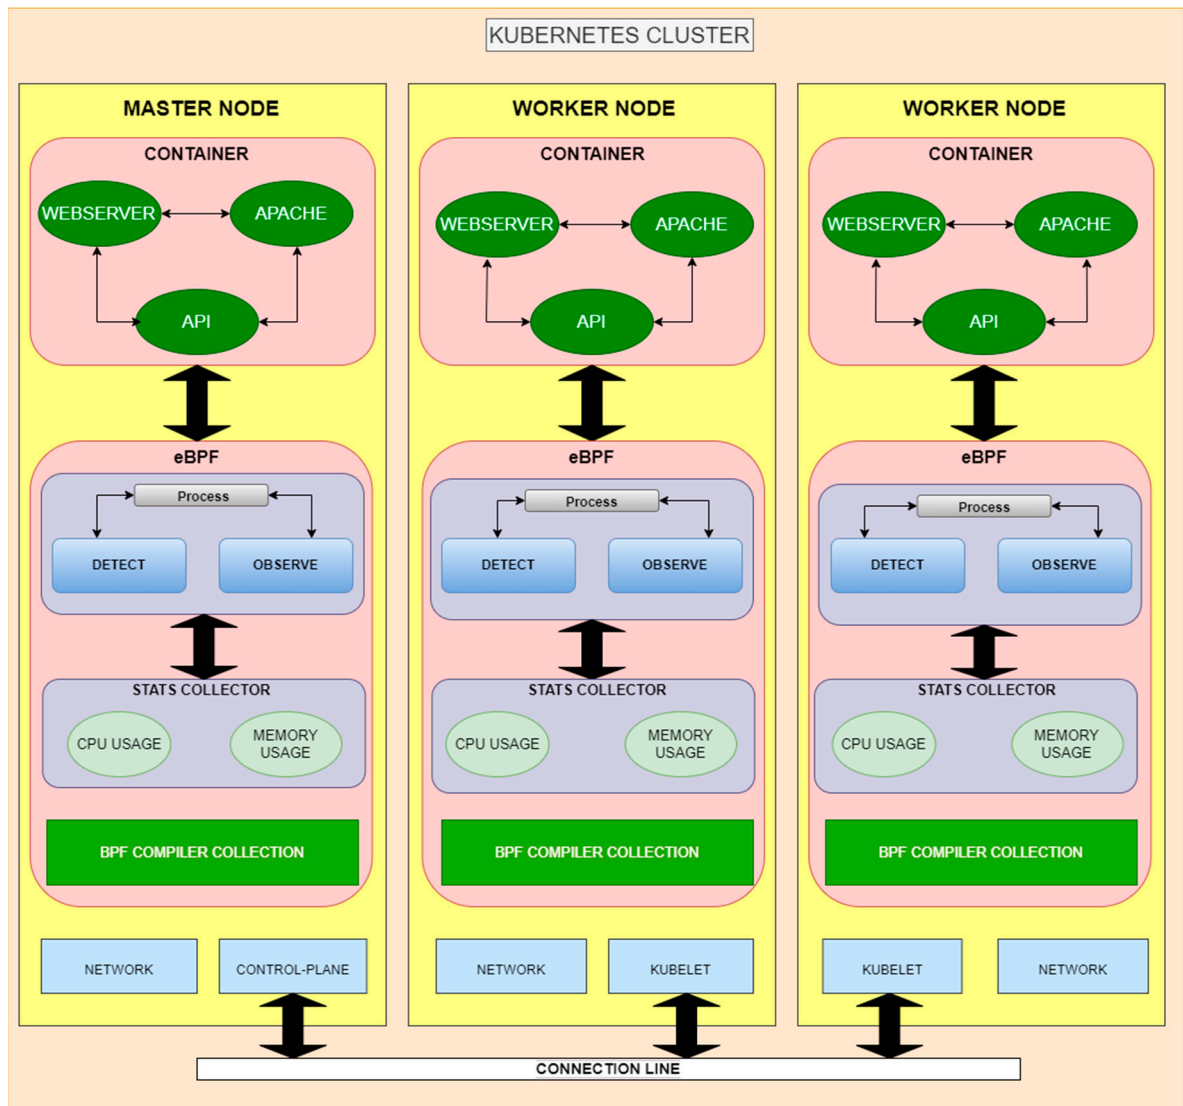 KUBERNETES CLUSTER
MASTER NODE
CONTAINER
WEBSERVER
APACHE
API
eBPF
Process
DETECT
OBSERVE
STATS COLLECTOR
CPU USAGE
MEMORY
USAGE
BPF COMPILER COLLECTION
NETWORK
CONTROL-PLANE
WORKER NODE
CONTAINER
WEBSERVER
APACHE
API
eBPF
Process
DETECT
OBSERVE
STATS COLLECTOR
CPU USAGE
MEMORY
USAGE
BPF COMPILER COLLECTION
NETWORK
KUBELET
WORKER NODE
CONTAINER
WEBSERVER
APACHE
API
eBPF
Process
DETECT
OBSERVE
STATS COLLECTOR
CPU USAGE
MEMORY
USAGE
BPF COMPILER COLLECTION
KUBELET
NETWORK
CONNECTION LINE